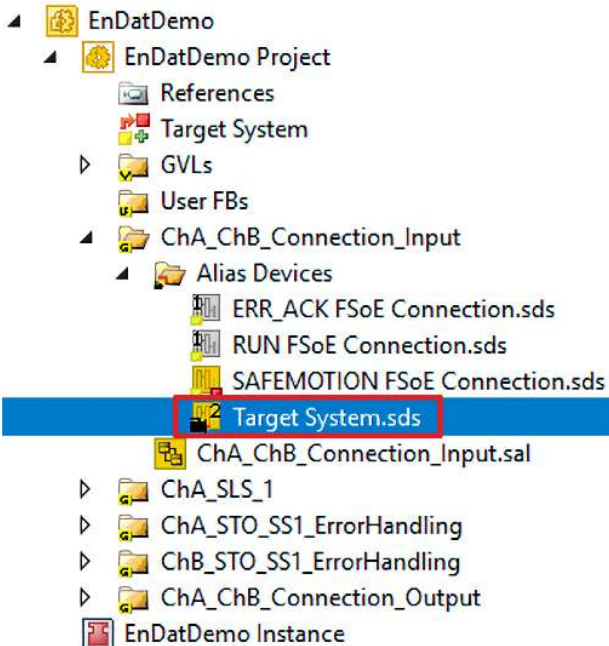 EnDatDemo
EnDatDemo Project
References
Target System
GVLs
User FBs
ChA_ChB_Connection_Input
Alias Devices
ERR_ACK FSoE Connection.sds
RUN FSoE Connection.sds
SAFEMOTION FSoE Connection.sds
Target System.sds
ChA_ChB_Connection_Input.sal
ChA_SLS_1
ChA_STO_SS1_ErrorHandling
ChB_STO_SS1_ErrorHandling
ChA_ChB_Connection_Output
EnDatDemo Instance